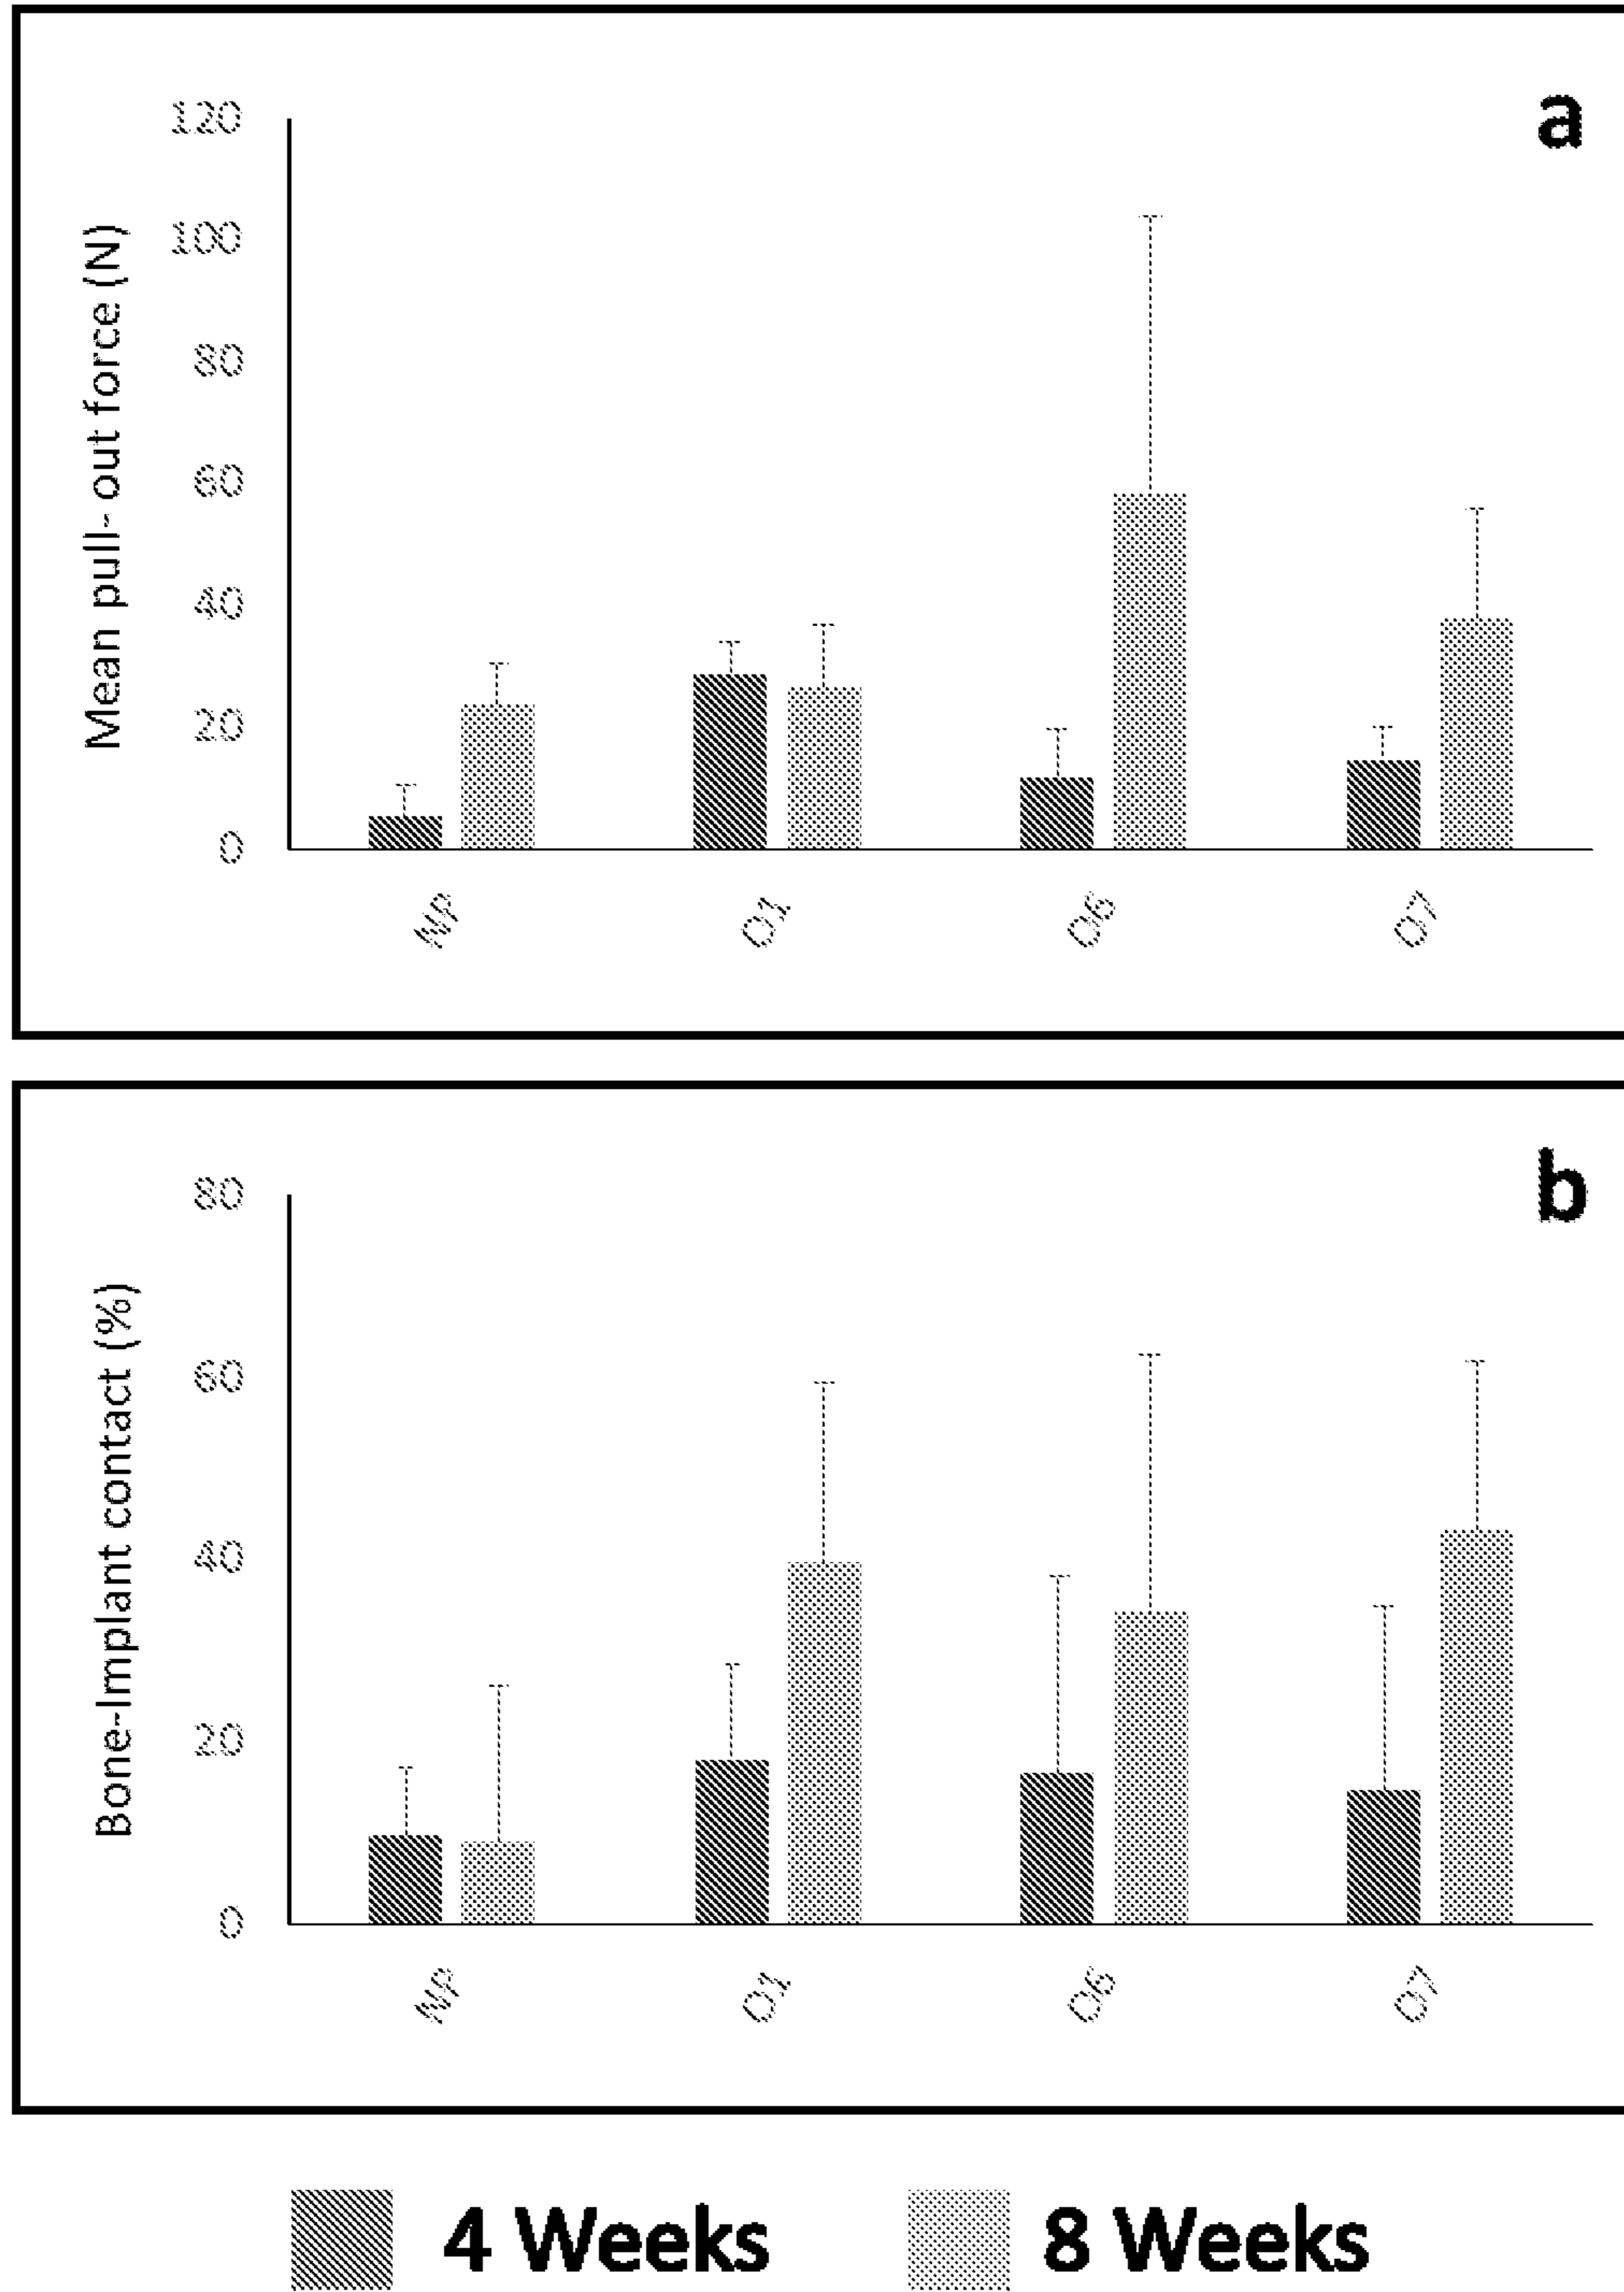 a
120
100
80
60
40
20
0
Mean pull- out force (N)
NP
O1
O6
O7
b
80
60
40
20
0
Bone-Implant contact (%)
NP
O1
O6
O7
4 Weeks
8 Weeks